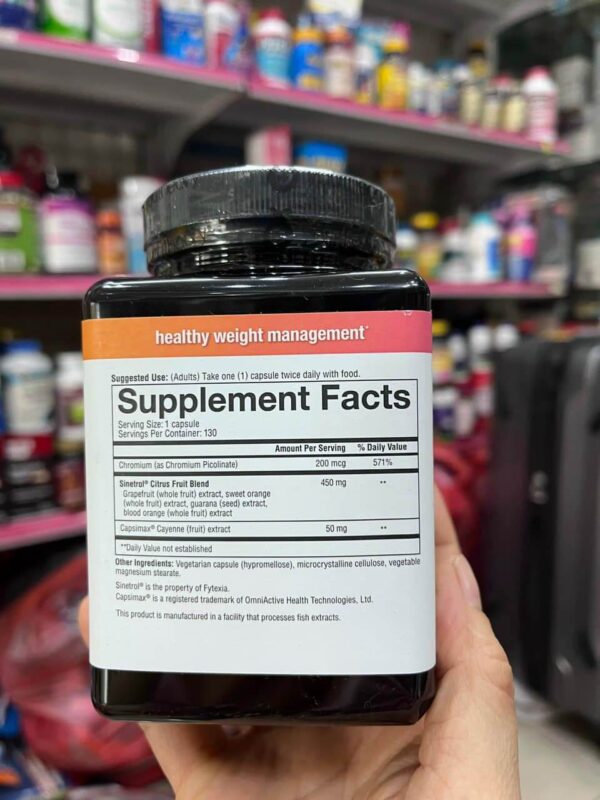 healthy weight management*
Suggested Use: (Adults) Take one (1) capsule twice daily with food.
Supplement Facts
Serving Size: 1 capsule
Servings Per Container: 130
Amount Per Serving % Daily Value
Chromium (as Chromium Picolinate) 200 mcg 571%
Sinetrol® Citrus Fruit Blend 450 mg **
Grapefruit (whole fruit) extract, sweet orange
(whole fruit) extract, guarana (seed) extract,
blood orange (whole fruit) extract
Capsimax® Cayenne (fruit) extract 50 mg **
**Daily Value not established
Other Ingredients: Vegetarian capsule (hypromellose), microcrystalline cellulose, vegetable
magnesium stearate.
Sinetrol® is the property of Fytexia.
Capsimax® is a registered trademark of OmniActive Health Technologies, Ltd.
This product is manufactured in a facility that processes fish extracts.